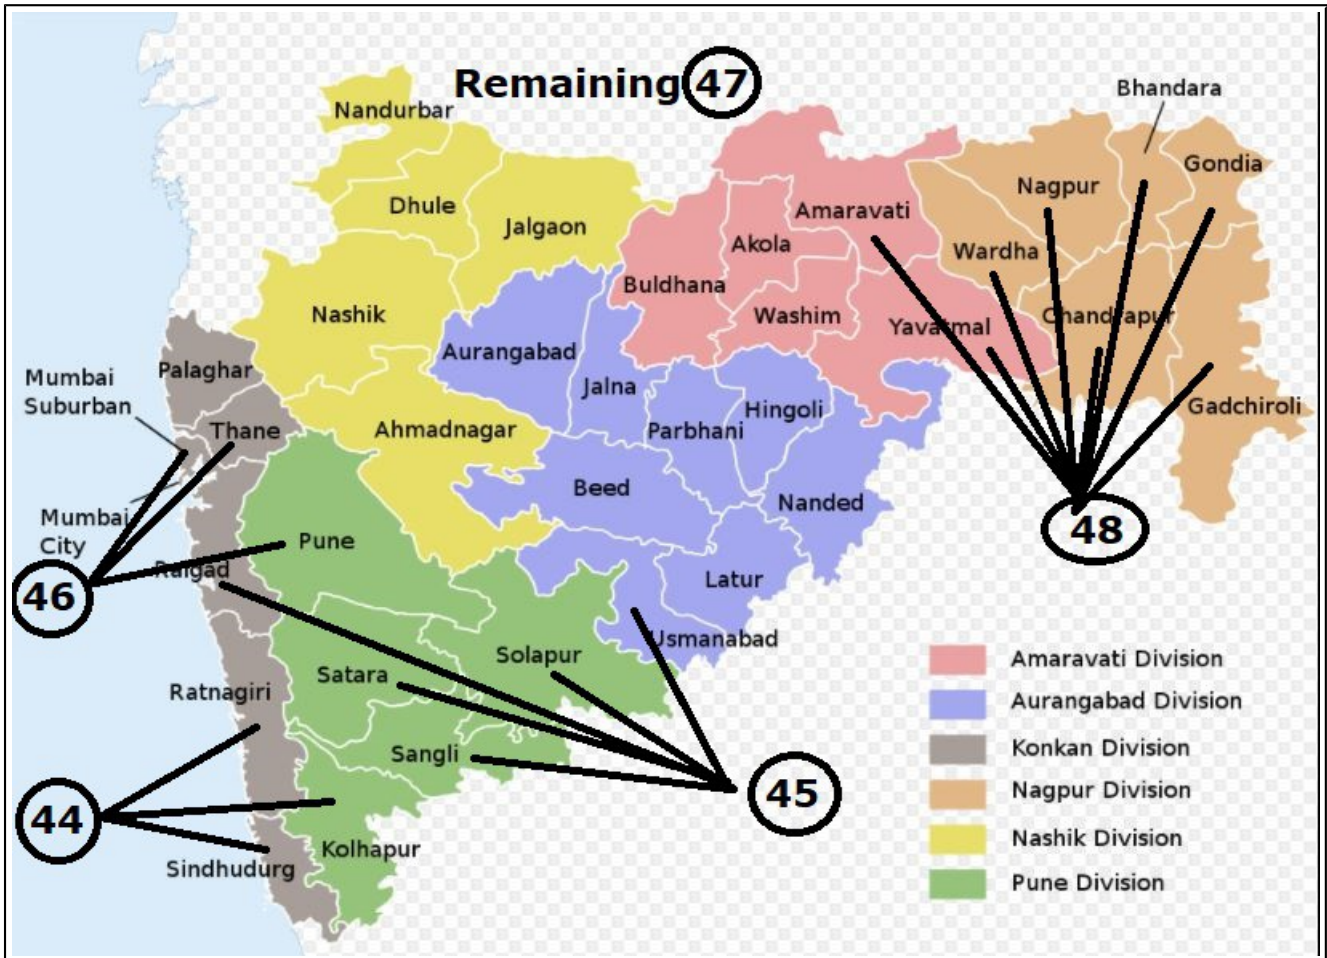 Remaining 47
Bhandara
Nandurbar
Gondia
Nagpur
Dhule
Amaravati
Jalgaon
Akola
Wardha
Buldhana
Nashik
Washim
Chandrapur
Yavatmal
Aurangabad
Palaghar
Mumbai
Suburban
Jalna
Hingoli
Gadchiroli
Thane
Ahmadnagar
Parbhani
Beed
Nanded
Mumbai
City
48
Pune
Raigad
46
Latur
Usmanabad
Solapur
Amaravati Division
Satara
Ratnagiri
Aurangabad Division
Konkan Division
Sangli
Nagpur Division
45
44
Nashik Division
Kolhapur
Sindhudurg
Pune Division